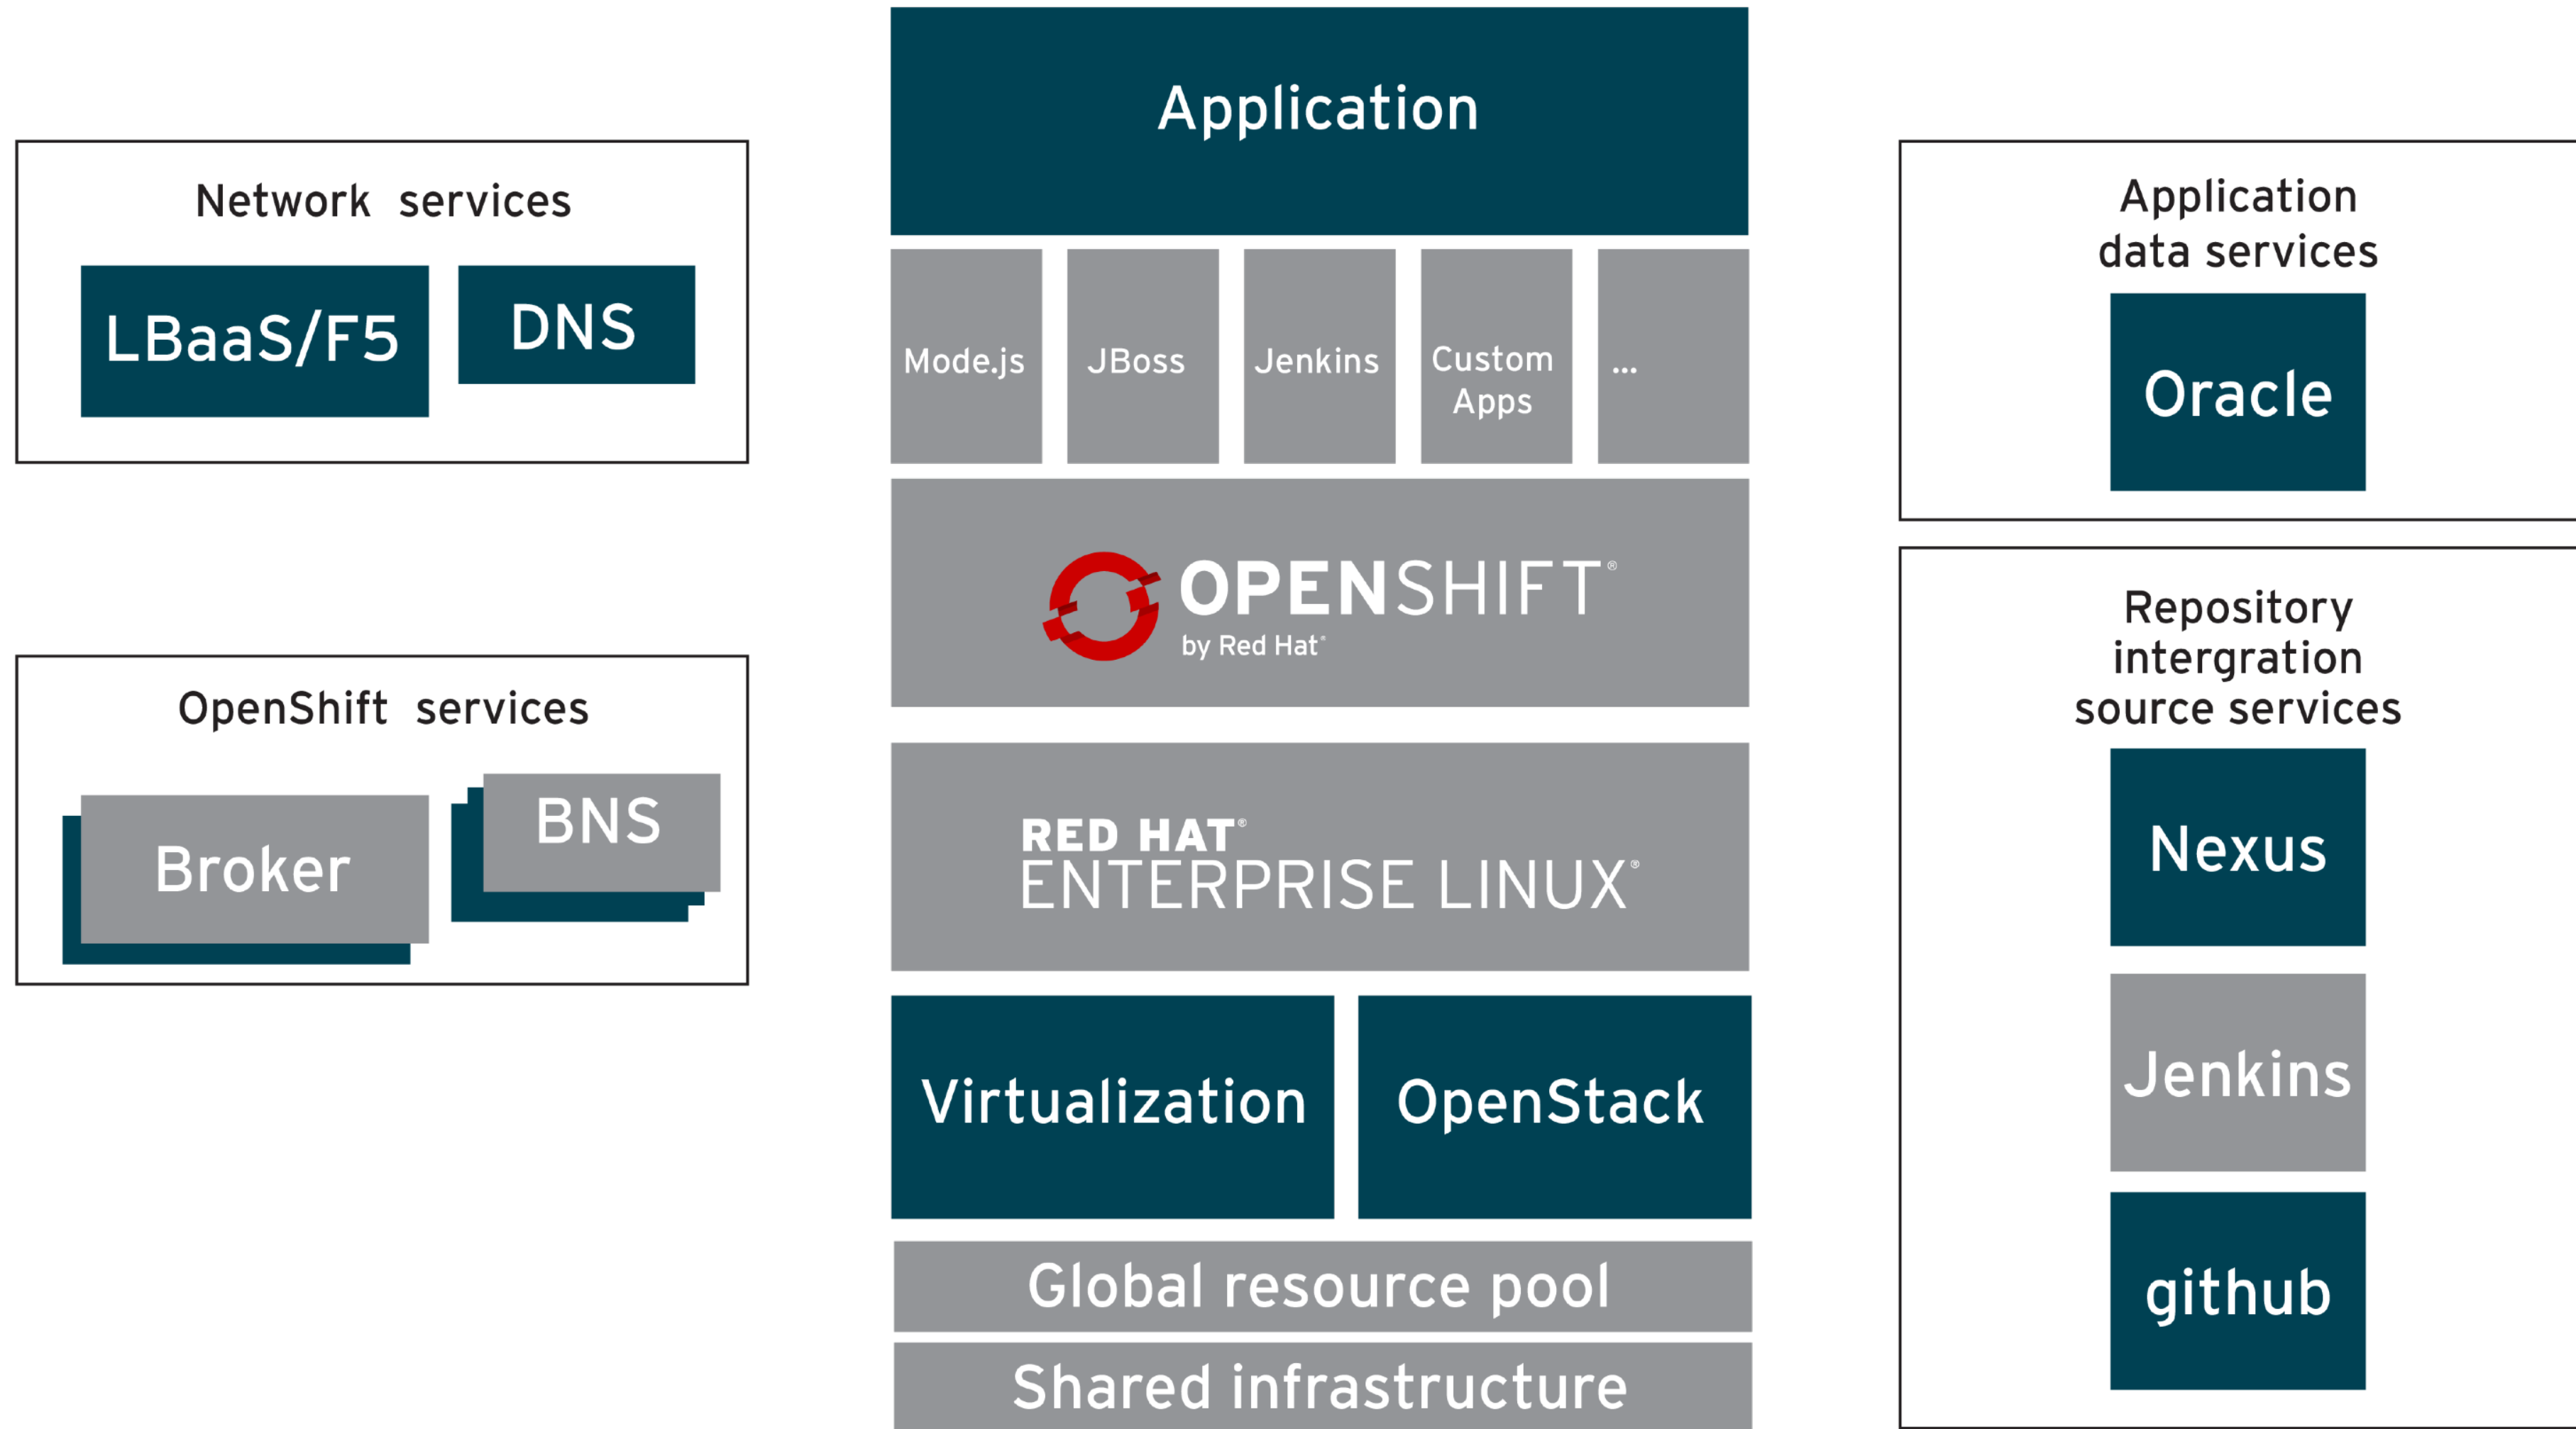 Network services
LBaaS/F5
DNS
OpenShift services
Broker
BNS
Application
Mode.js
JBoss
Jenkins
Custom
Apps
...
OPENSHIFT®
by Red Hat®
RED HAT®
ENTERPRISE LINUX®
Virtualization
OpenStack
Global resource pool
Shared infrastructure
Application
data services
Oracle
Repository
intergration
source services
Nexus
Jenkins
github